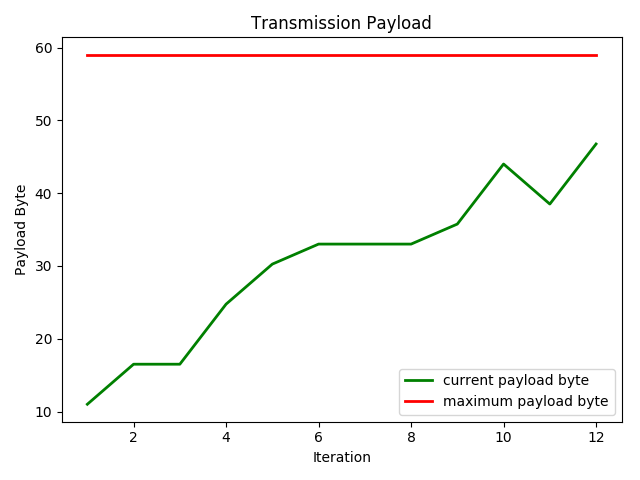 Transmission Payload
Payload Byte
60
50
40
30
20
10
current payload byte
maximum payload byte
2 4 6 8 10 12
Iteration